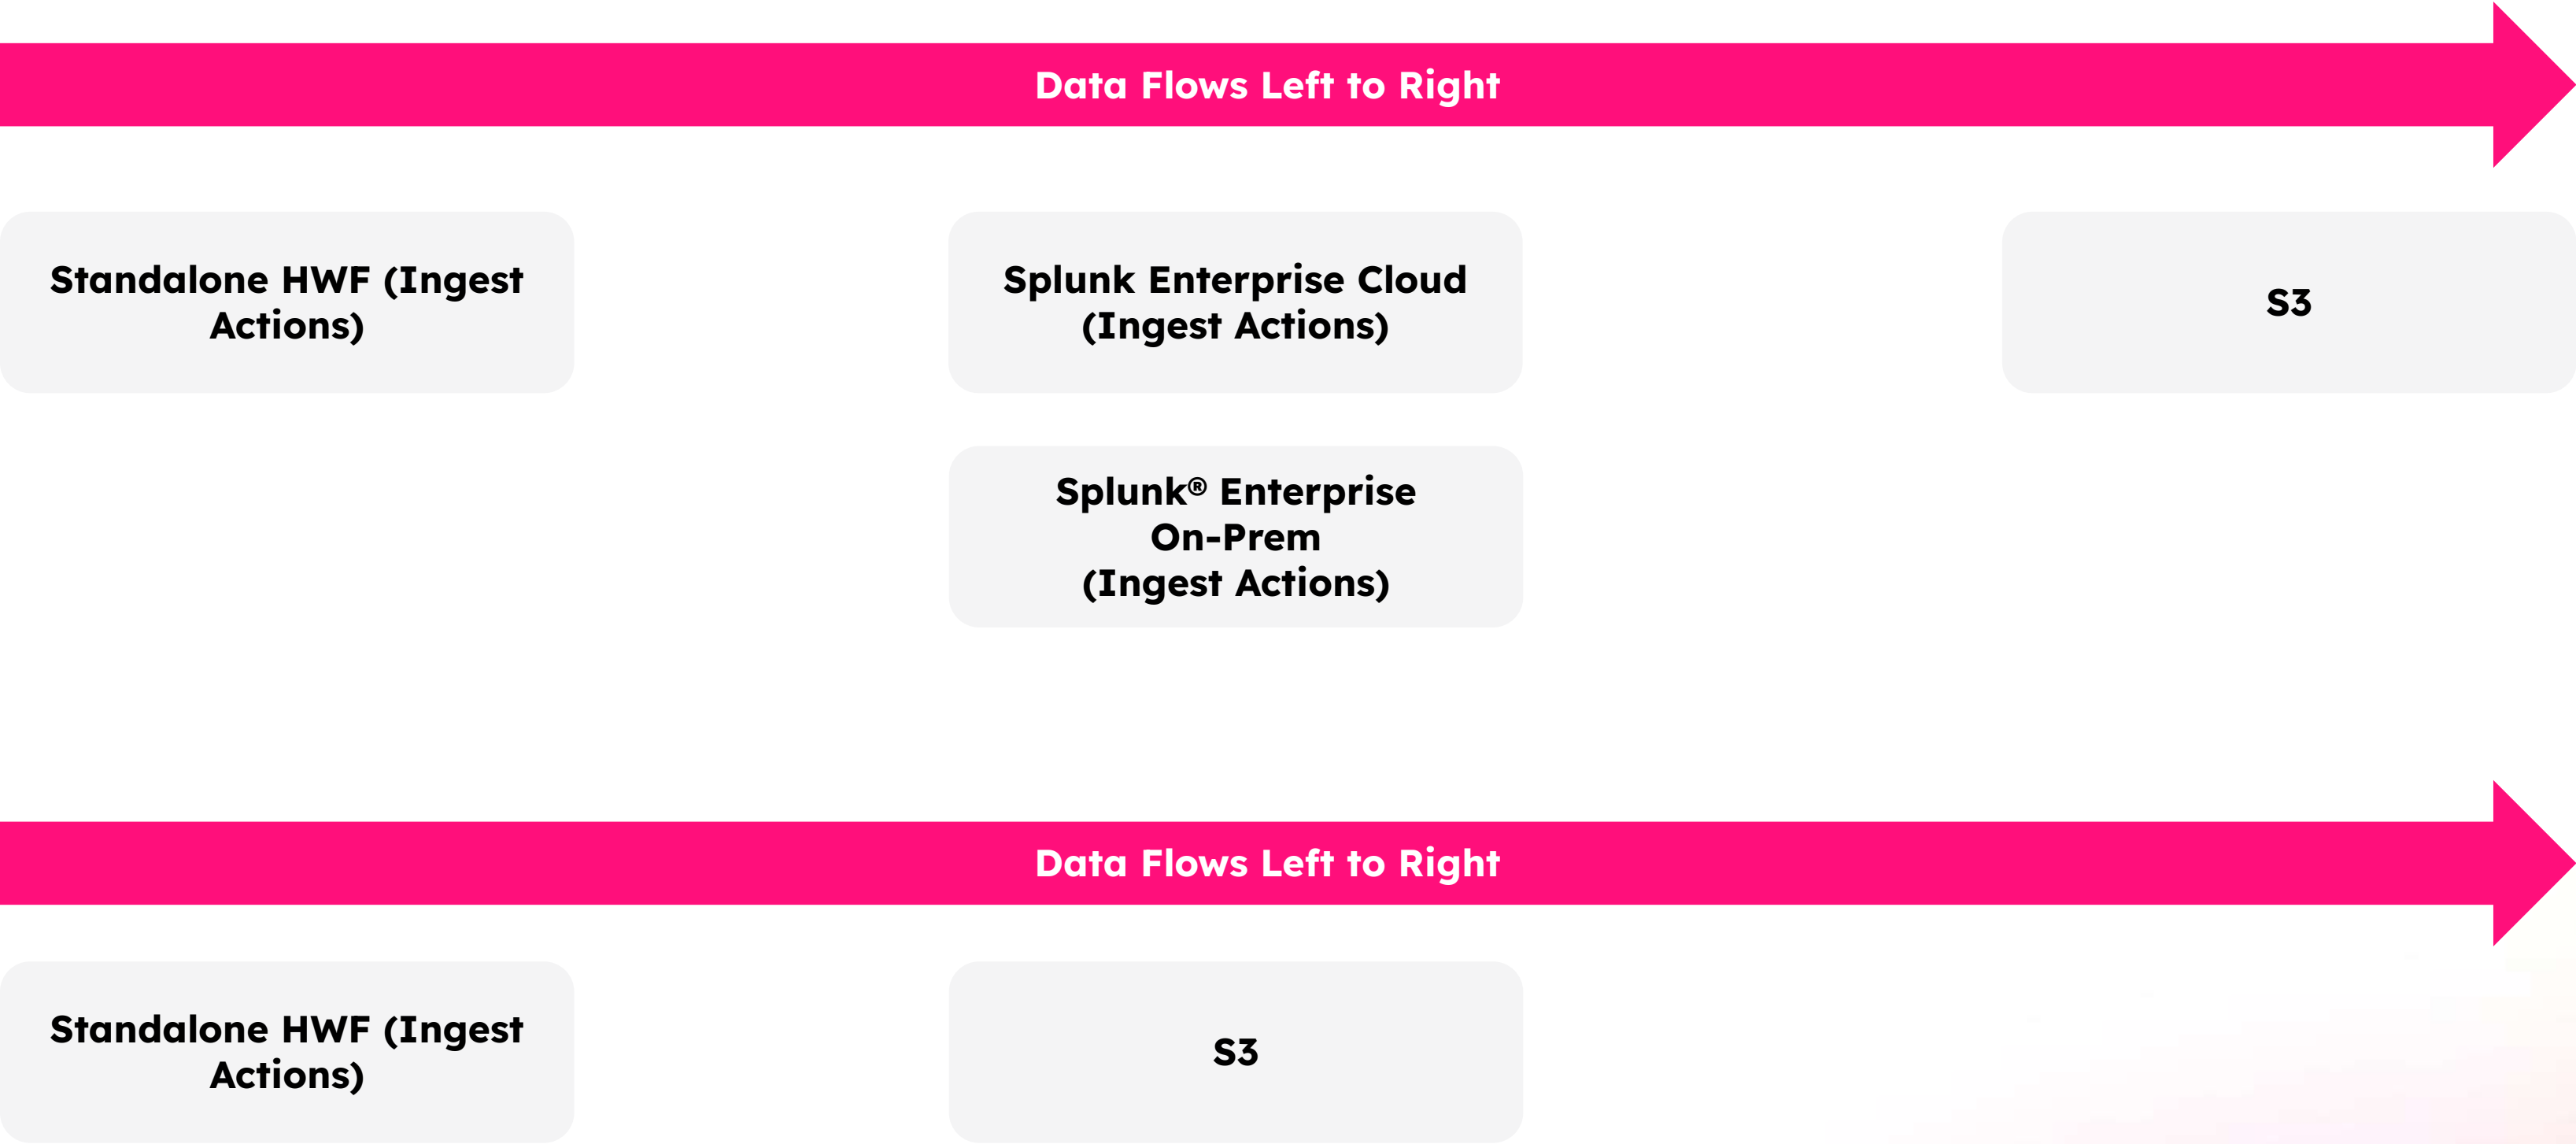 Data Flows Left to Right
Standalone HWF (Ingest
Actions)
Splunk Enterprise Cloud
(Ingest Actions)
S3
Splunk® Enterprise
On-Prem
(Ingest Actions)
Data Flows Left to Right
Standalone HWF (Ingest
Actions)
S3